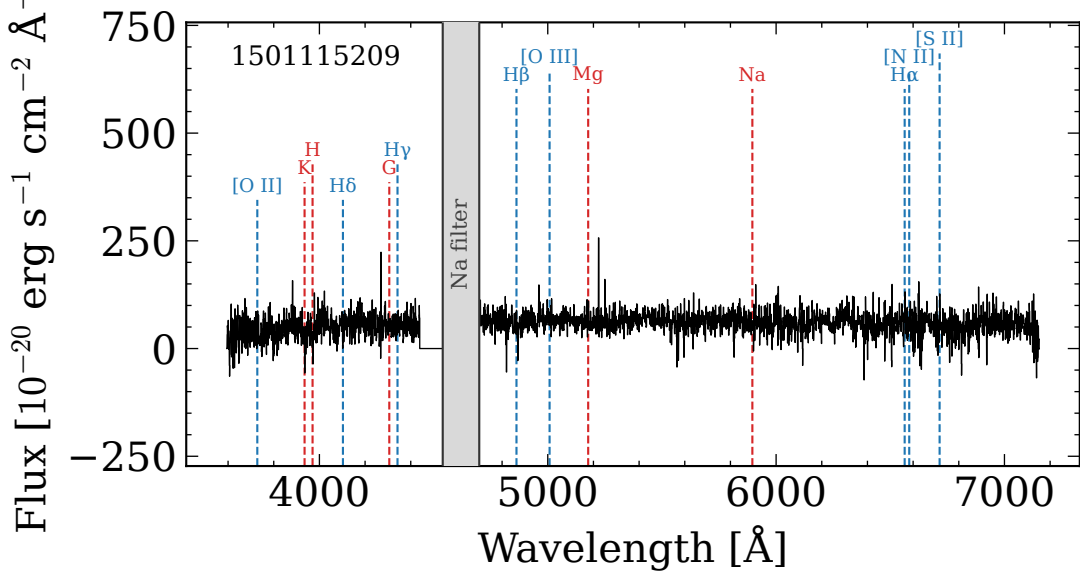 1501115209
[S II]
[N II]
[O III]
Hβ
Mg
Na
Hα
H
Hγ
K
G
[O II]
Hδ
Na filter
750
500
250
0
−250
4000
5000
6000
7000
Wavelength [Å]
Flux [10⁻²⁰ erg s⁻¹ cm⁻² Å⁻